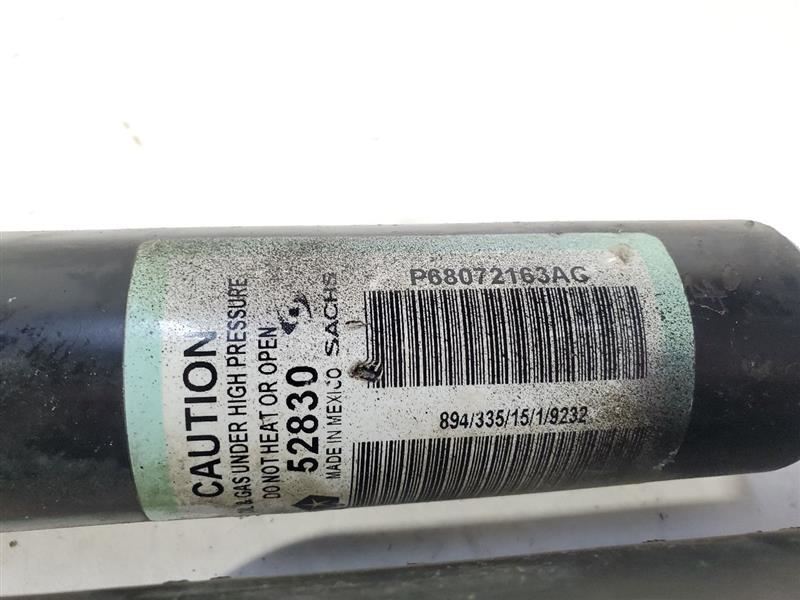 CAUTION
& GAS UNDER HIGH PRESSURE
DO NOT HEAT OR OPEN
52830
MADE IN MEXICO SACHS
P68072163AG
894/335/15/1/9232